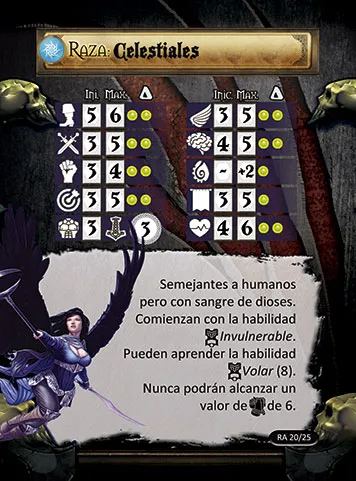 RAZA: Celestiales
Ini. Max.
Inic. Max.
5 6
3 5
3 5
4 5
3 4
- +2
3 5
3 5
3 3
4 6
Semejantes a humanos
pero con sangre de dioses.
Comienzan con la habilidad
Invulnerable.
Pueden aprender la habilidad
Volar (8).
Nunca podrán alcanzar un
valor de de 6.
RA 20/25